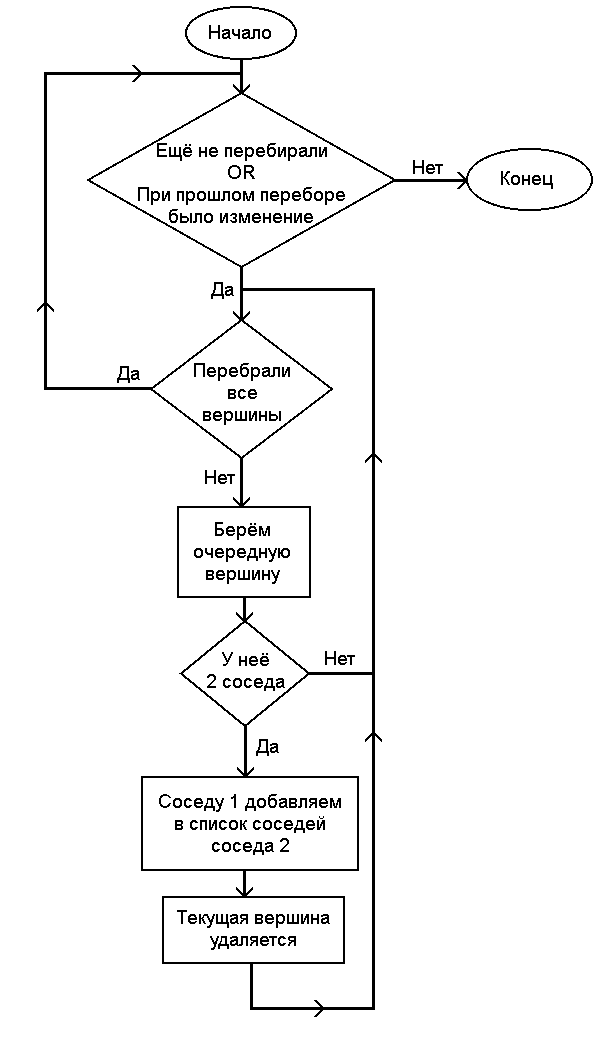 Начало
Ещё не перебирали
OR
При прошлом переборе
было изменение
Нет
Конец
Да
Перебрали
все
вершины
Да
Нет
Берём
очередную
вершину
У неё
2 соседа
Нет
Да
Соседу 1 добавляем
в список соседей
соседа 2
Текущая вершина
удаляется